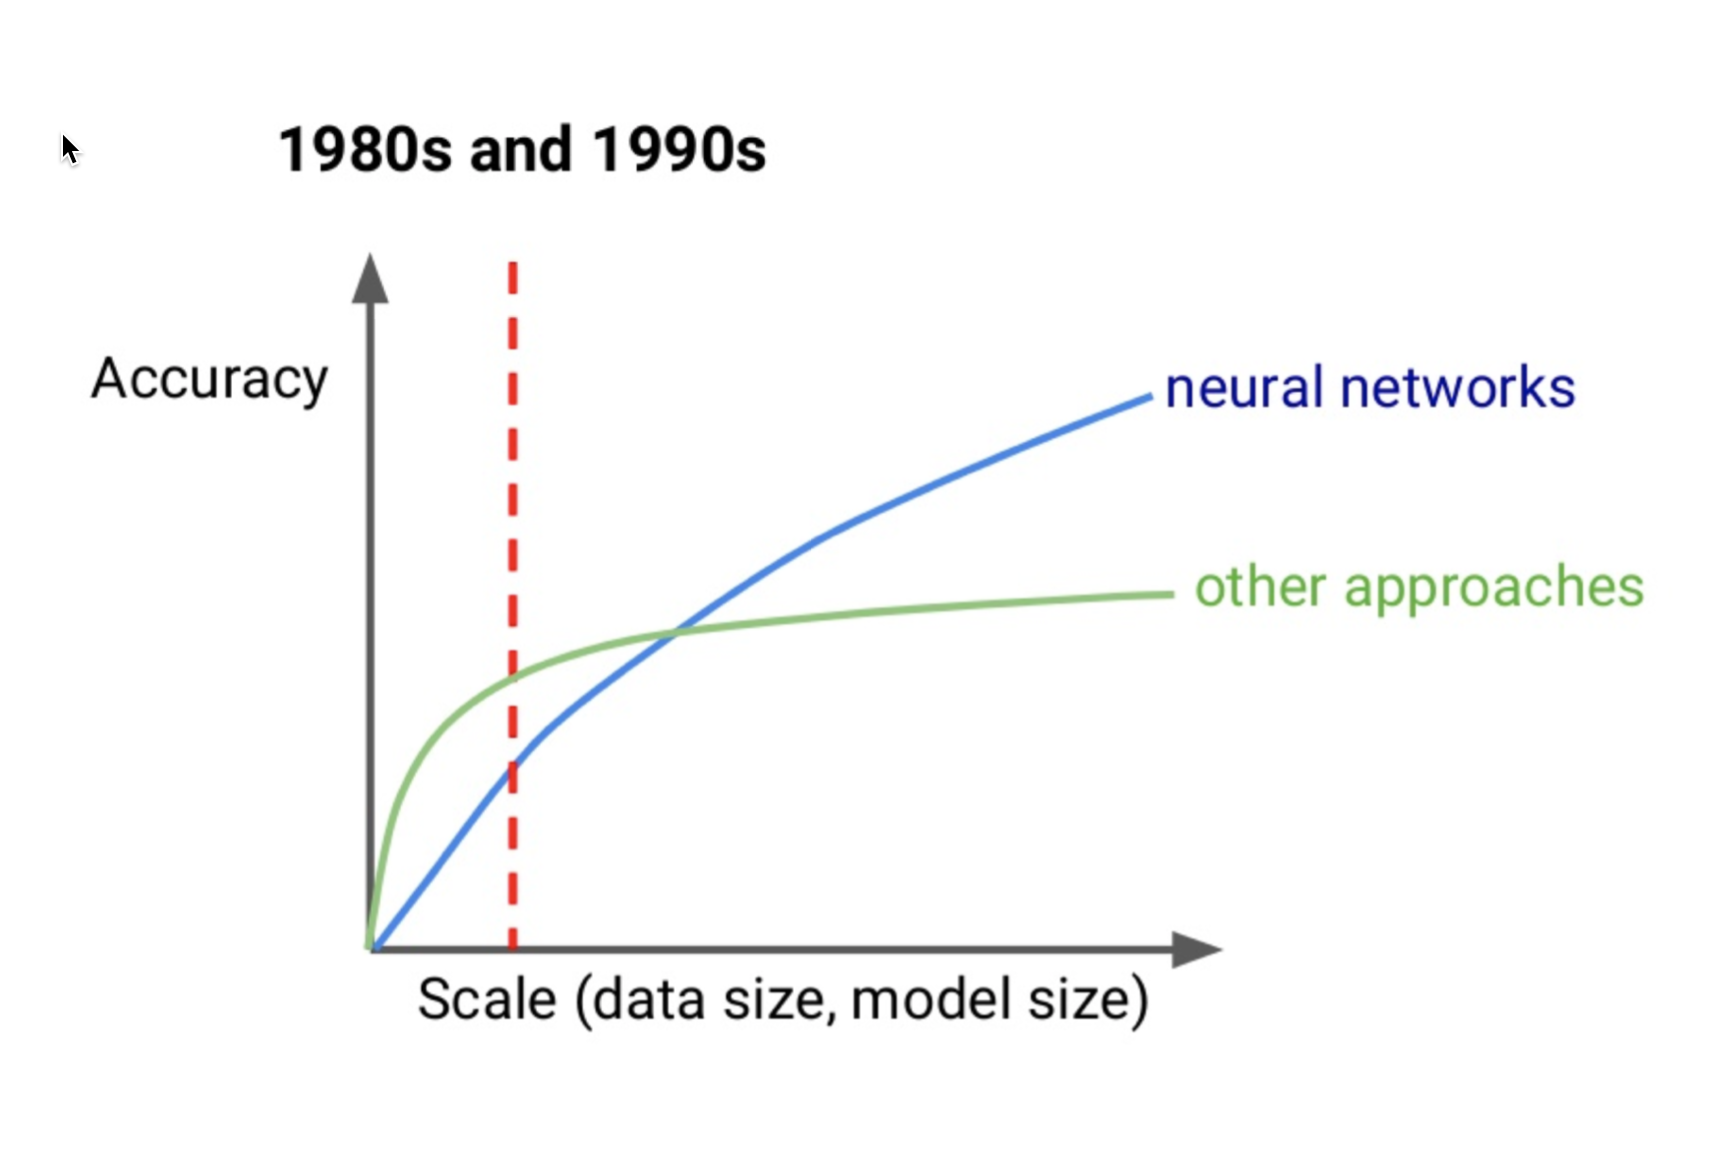 1980s and 1990s
Accuracy
neural networks
other approaches
Scale (data size, model size)